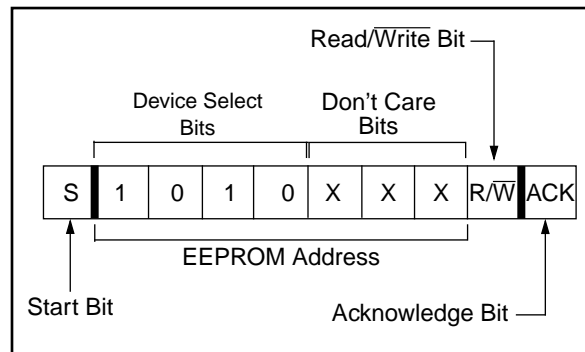 Read/Write Bit
Device Select
Bits
Don't Care
Bits
S 1 0 1 0 X X X R/W ACK
EEPROM Address
Start Bit
Acknowledge Bit